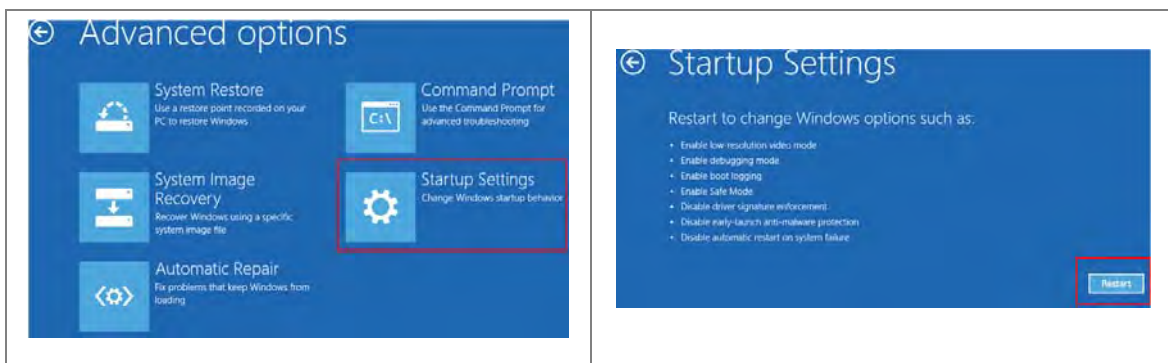 Advanced options
System Restore
Use a restore point recorded on your
PC to restore Windows
Command Prompt
C:\
Use the Command Prompt for
advanced troubleshooting
System Image
Recovery
Recover Windows using a specific
system image file
Startup Settings
Change Windows startup behavior
Automatic Repair
Fix problems that keep Windows from
loading
Startup Settings
Restart to change Windows options such as:
• Enable low-resolution video mode
• Enable debugging mode
• Enable boot logging
• Enable Safe Mode
• Disable driver signature enforcement
• Disable early-launch anti-malware protection
• Disable automatic restart on system failure
Restart